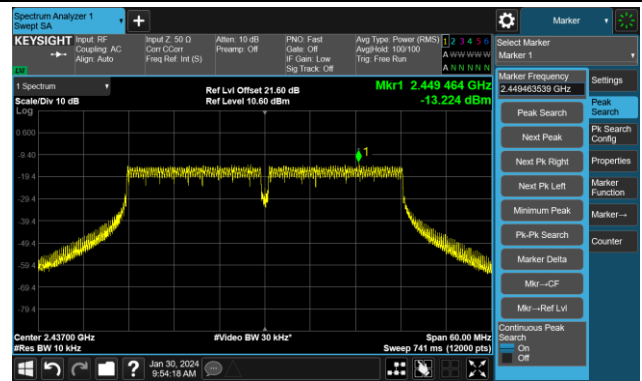 Spectrum Analyzer 1
Swept SA
Marker
KEYSIGHT
Input: RF
Coupling: AC
Align: Auto
Input Z: 50 Ω
Corr CCorr
Freq Ref: Int (S)
Atten: 10 dB
Preamp: Off
PNO: Fast
Gate: Off
IF Gain: Low
Sig Track: Off
Avg Type: Power (RMS)
Avg|Hold: 100/100
Trig: Free Run
1 2 3 4 5 6
A W W W W W
A N N N N N
LW
Select Marker
Marker 1
1 Spectrum
Scale/Div 10 dB
Log
Ref Lvl Offset 21.60 dB
Ref Level 10.60 dBm
Mkr1 2.449 464 GHz
-13.224 dBm
0.600
-9.40
-19.4
-29.4
-39.4
-49.4
-59.4
-69.4
-79.4
1
Center 2.43700 GHz
#Res BW 10 kHz
#Video BW 30 kHz*
Span 60.00 MHz
Sweep 741 ms (12000 pts)
Marker Frequency
2.449463539 GHz
Peak Search
Next Peak
Next Pk Right
Next Pk Left
Minimum Peak
Pk-Pk Search
Marker Delta
Mkr→CF
Mkr→Ref Lvl
Continuous Peak
Search
On
Off
Settings
Peak
Search
Pk Search
Config
Properties
Marker
Function
Marker→
Counter
Jan 30, 2024
9:54:18 AM